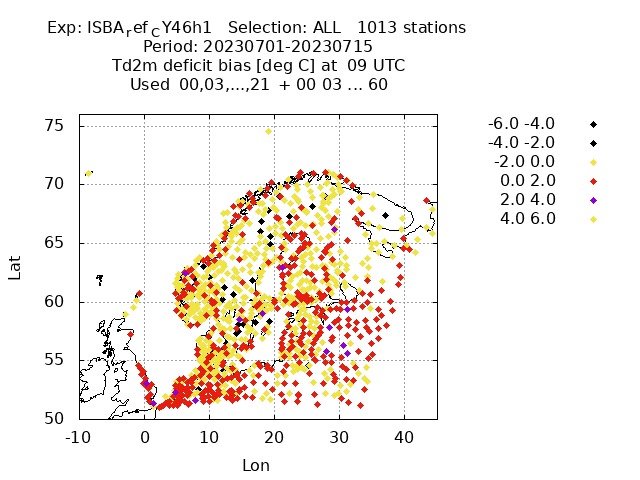 Exp: ISBA_ref_CY46h1 Selection: ALL 1013 stations
Period: 20230701-20230715
Td2m deficit bias [deg C] at 09 UTC
Used 00,03,...,21 + 00 03 ... 60
-6.0 -4.0
-4.0 -2.0
-2.0 0.0
0.0 2.0
2.0 4.0
4.0 6.0
75
70
65
60
55
50
Lat
-10 0 10 20 30 40
Lon